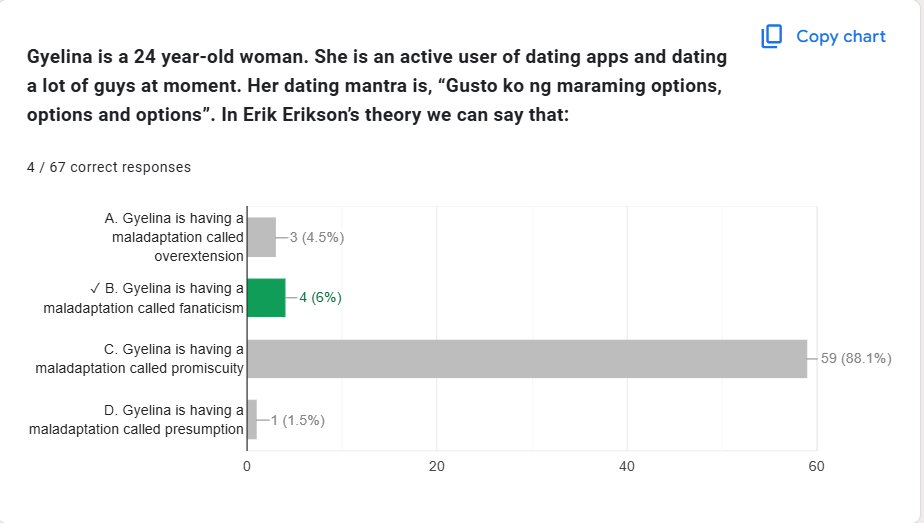 Copy chart
Gyelina is a 24 year-old woman. She is an active user of dating apps and dating
a lot of guys at moment. Her dating mantra is, “Gusto ko ng maraming options,
options and options”. In Erik Erikson’s theory we can say that:
4 / 67 correct responses
A. Gyelina is having a
maladaptation called
overextension
3 (4.5%)
✓ B. Gyelina is having a
maladaptation called fanaticism
4 (6%)
C. Gyelina is having a
maladaptation called promiscuity
59 (88.1%)
D. Gyelina is having a
maladaptation called presumption
1 (1.5%)
0
20
40
60